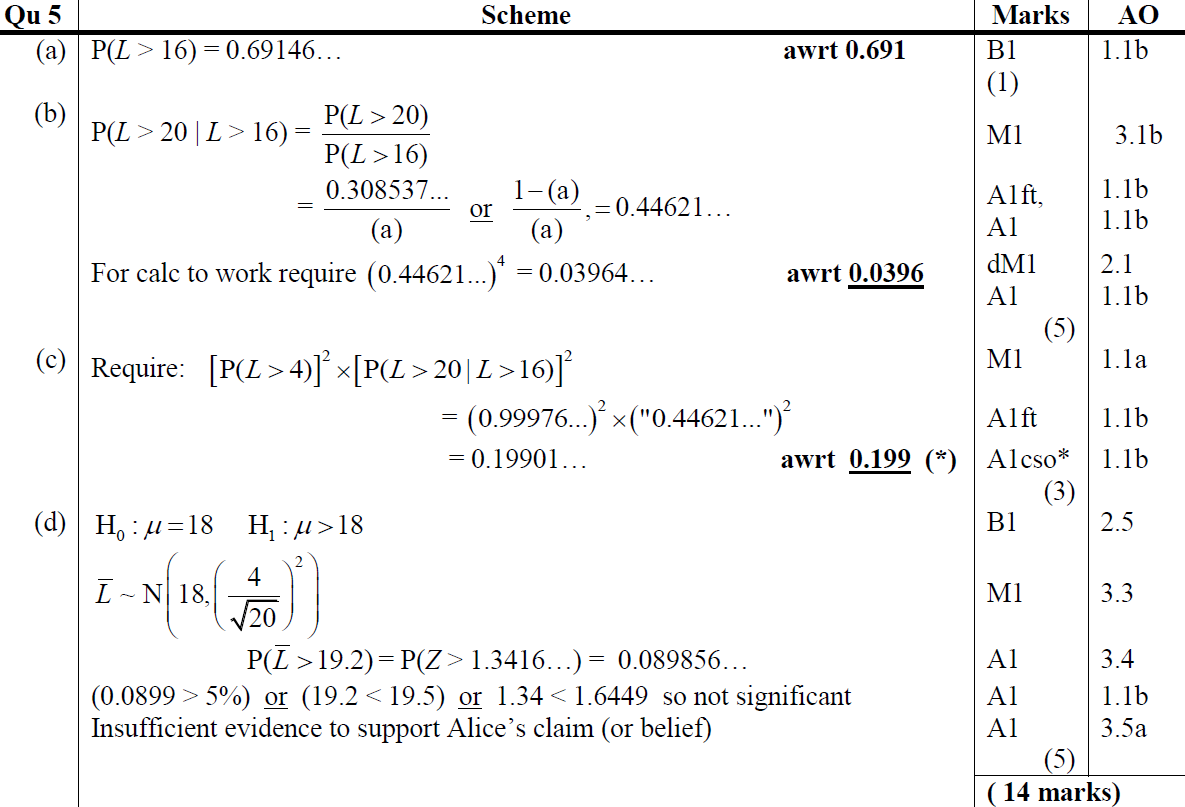 Qu 5 Scheme Marks AO
(a) P(L > 16) = 0.69146… awrt 0.691 B1 1.1b
(1)
(b) P(L > 20 | L > 16) = P(L > 20) / P(L > 16) M1 3.1b
= 0.308537... / (a) or 1−(a) / (a) , = 0.44621… A1ft, A1 1.1b 1.1b
For calc to work require (0.44621...)⁴ = 0.03964… awrt 0.0396 dM1 A1 2.1 1.1b
(5)
(c) Require: [P(L > 4)]² × [P(L > 20 | L > 16)]² M1 1.1a
= (0.99976...)² × ("0.44621...")² A1ft 1.1b
= 0.19901… awrt 0.199 (*) A1cso* 1.1b
(3)
(d) H₀ : μ = 18 H₁ : μ > 18 B1 2.5
L̅ ~ N(18, (4/√20)²) M1 3.3
P(L̅ > 19.2) = P(Z > 1.3416…) = 0.089856… A1 3.4
(0.0899 > 5%) or (19.2 < 19.5) or 1.34 < 1.6449 so not significant A1 1.1b
Insufficient evidence to support Alice's claim (or belief) A1 3.5a
(5)
( 14 marks)